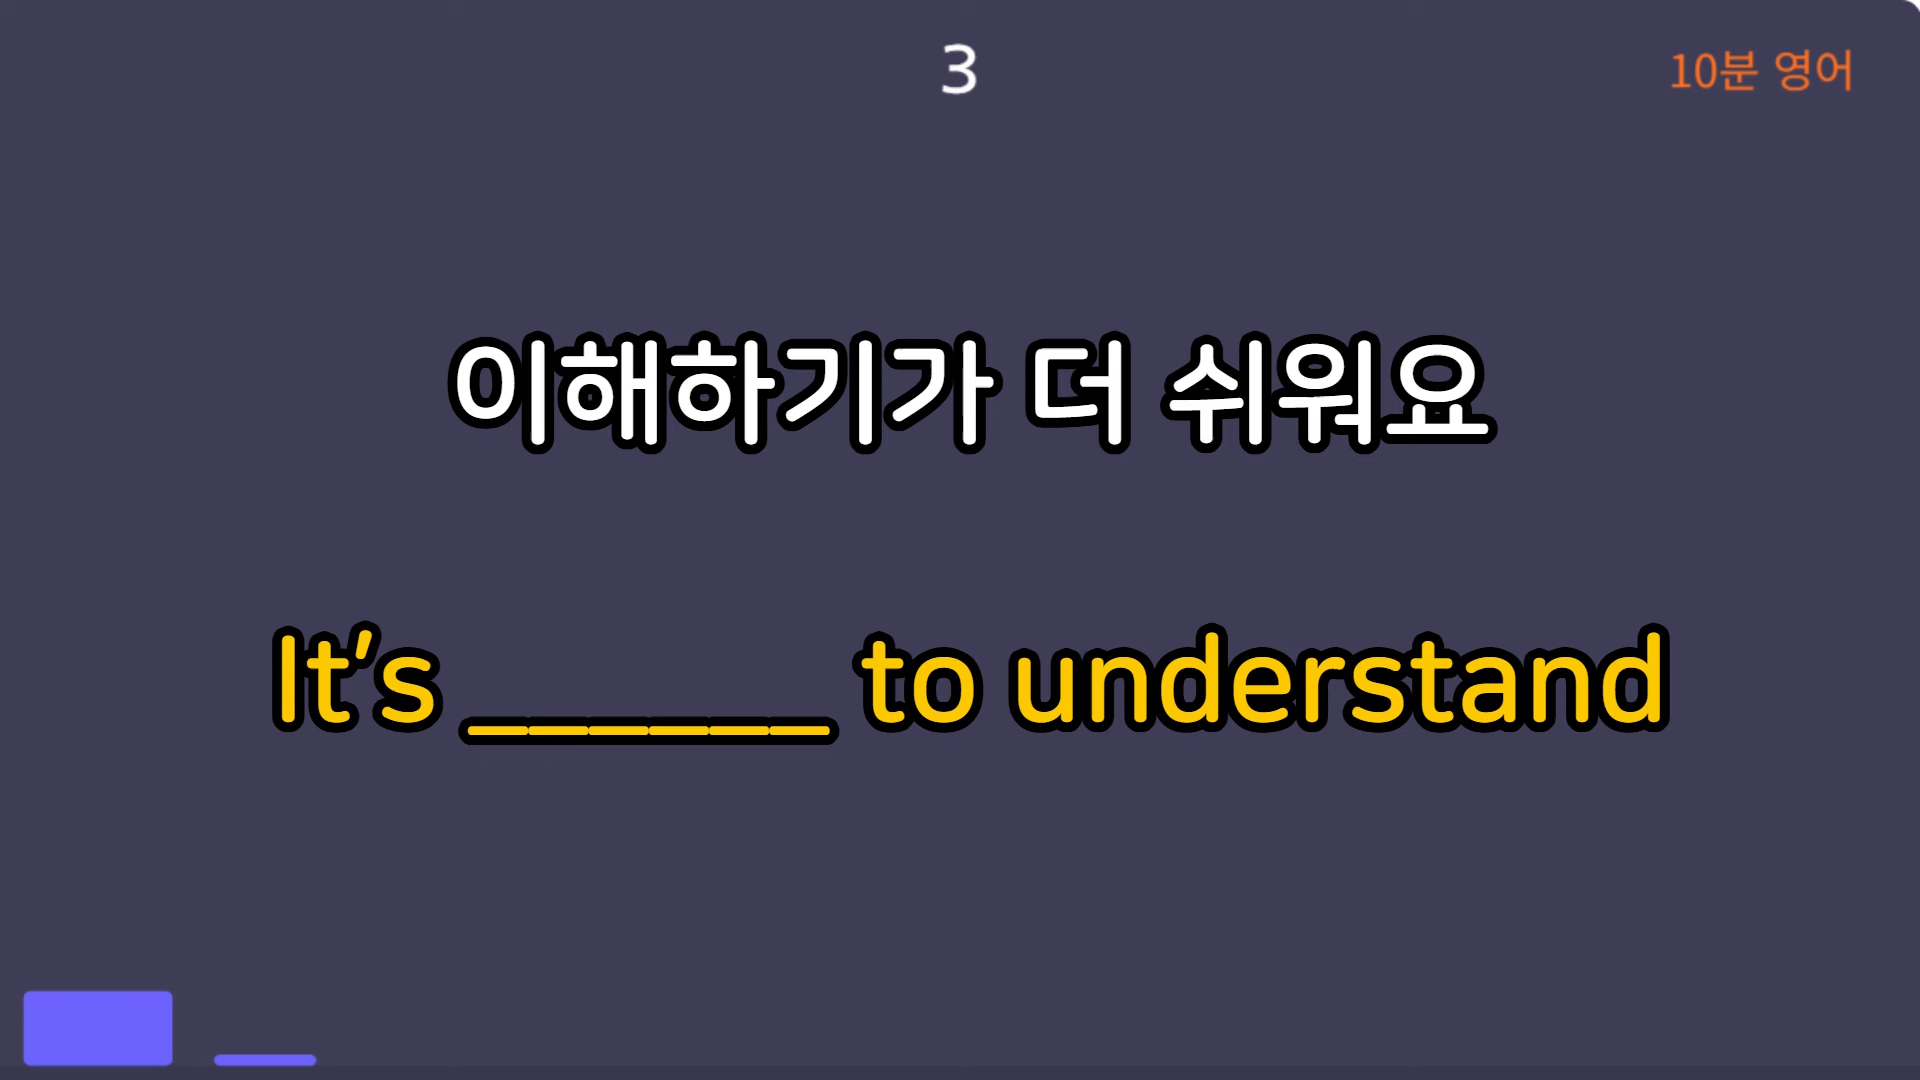 3
10분 영어
이해하기가 더 쉬워요
It's ______ to understand